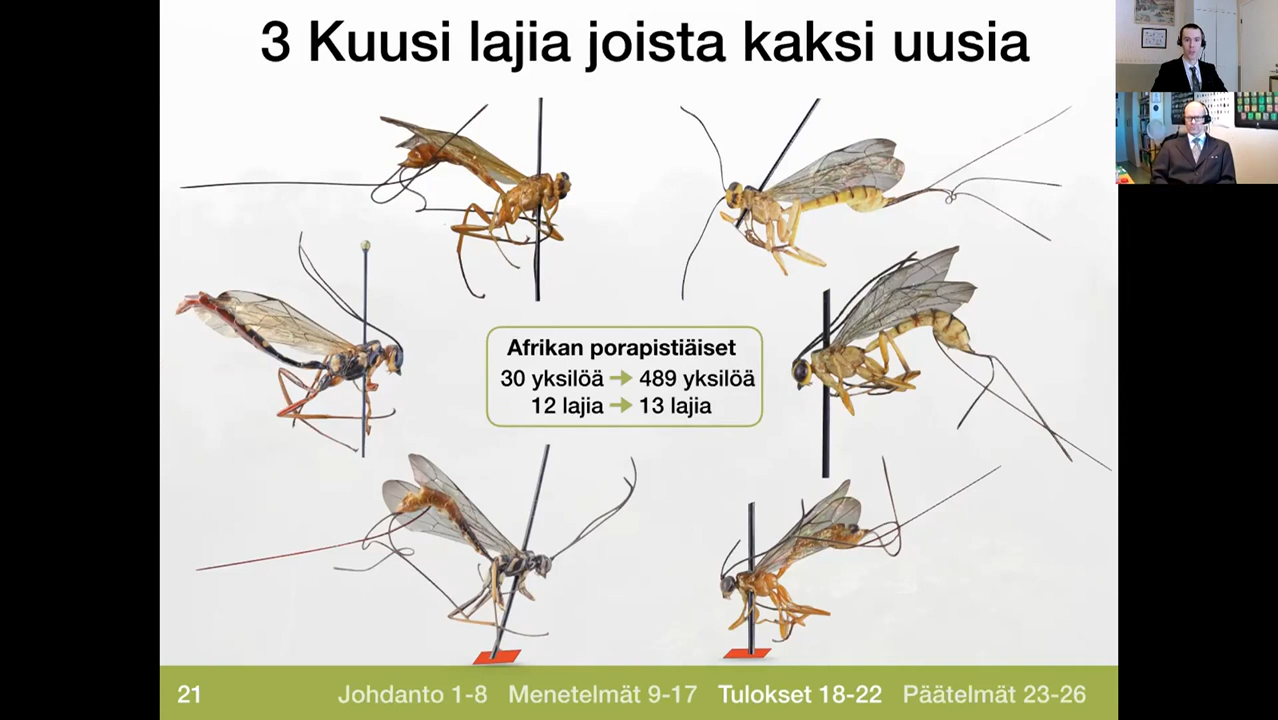 3 Kuusi lajia joista kaksi uusia
Afrikan porapistiäiset
30 yksilöä → 489 yksilöä
12 lajia → 13 lajia
21 Johdanto 1-8 Menetelmät 9-17 Tulokset 18-22 Päätelmät 23-26